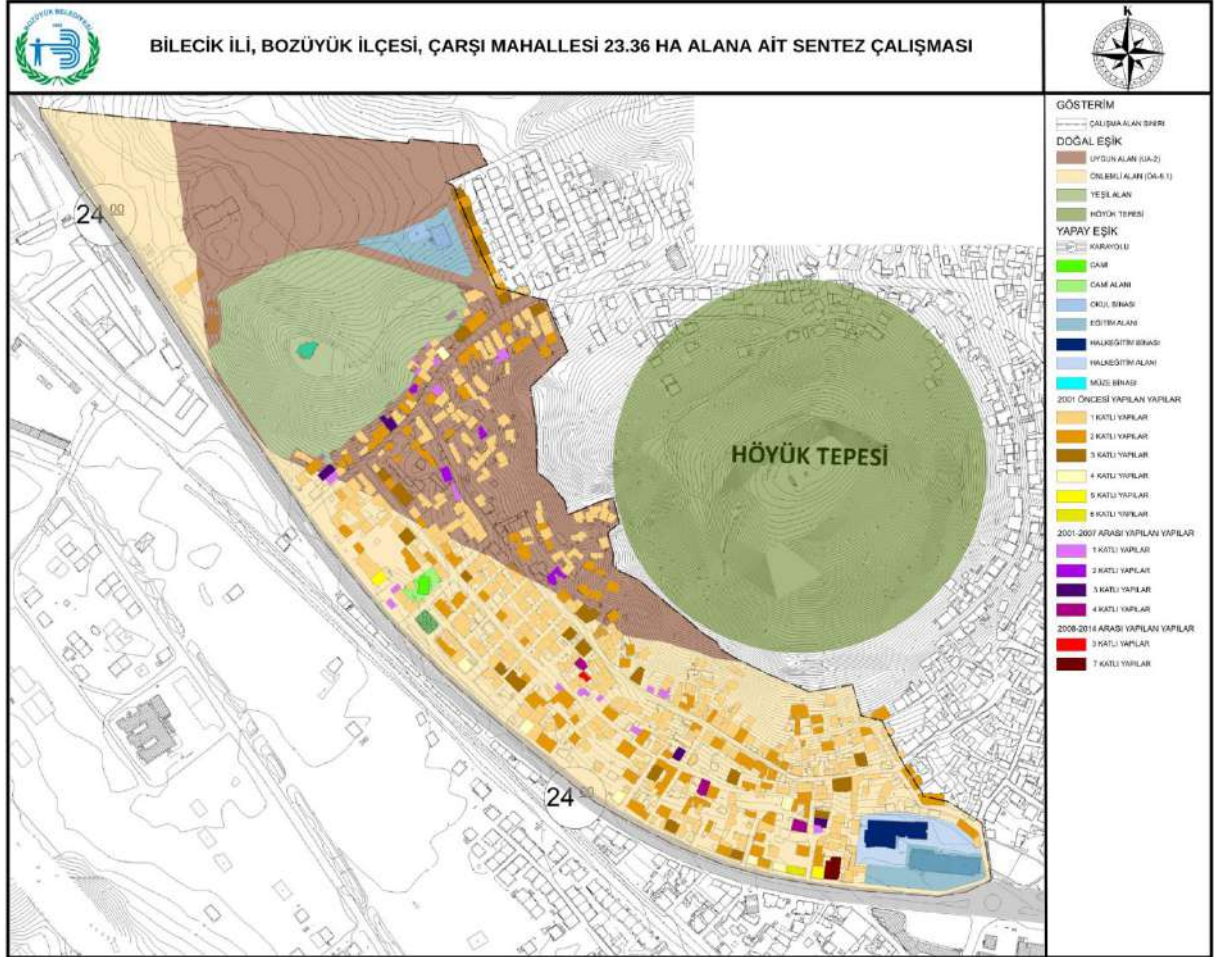 BOZÜYÜK BELEDİYESİ
BİLECİK İLİ, BOZÜYÜK İLÇESİ, ÇARŞI MAHALLESİ 23.36 HA ALANA AİT SENTEZ ÇALIŞMASI
K
GÖSTERİM
ÇALIŞMA ALAN SINIRI
DOĞAL EŞİK
UYGUN ALAN (UA-2)
ÖNLEMLİ ALAN (ÖA-5.1)
YEŞİL ALAN
HÖYÜK TEPESİ
YAPAY EŞİK
KARAYOLU
CAMİ
CAMİ ALANI
OKUL BİNASI
EĞİTİM ALANI
HALKEĞİTİM BİNASI
HALKEĞİTİM ALANI
MÜZE BİNASI
2001 ÖNCESİ YAPILAN YAPILAR
1 KATLI YAPILAR
2 KATLI YAPILAR
3 KATLI YAPILAR
4 KATLI YAPILAR
5 KATLI YAPILAR
6 KATLI YAPILAR
2001-2007 ARASI YAPILAN YAPILAR
1 KATLI YAPILAR
2 KATLI YAPILAR
3 KATLI YAPILAR
4 KATLI YAPILAR
2008-2014 ARASI YAPILAN YAPILAR
3 KATLI YAPILAR
7 KATLI YAPILAR
24 00
HÖYÜK TEPESİ
24